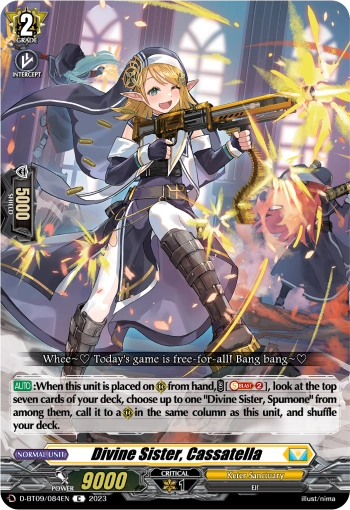 2
GRADE
INTERCEPT
5000
SHIELD
Whee~♡ Today's game is free-for-all! Bang bang~♡
AUTO:When this unit is placed on RC from hand, COST [SOUL BLAST 2], look at the top
seven cards of your deck, choose up to one "Divine Sister, Spumone" from
among them, call it to a RC in the same column as this unit, and shuffle
your deck.
NORMAL UNIT
Divine Sister, Cassatella
POWER
9000
CRITICAL
1
Keter Sanctuary
Elf
D-BT09/084EN C 2023
illust/nima